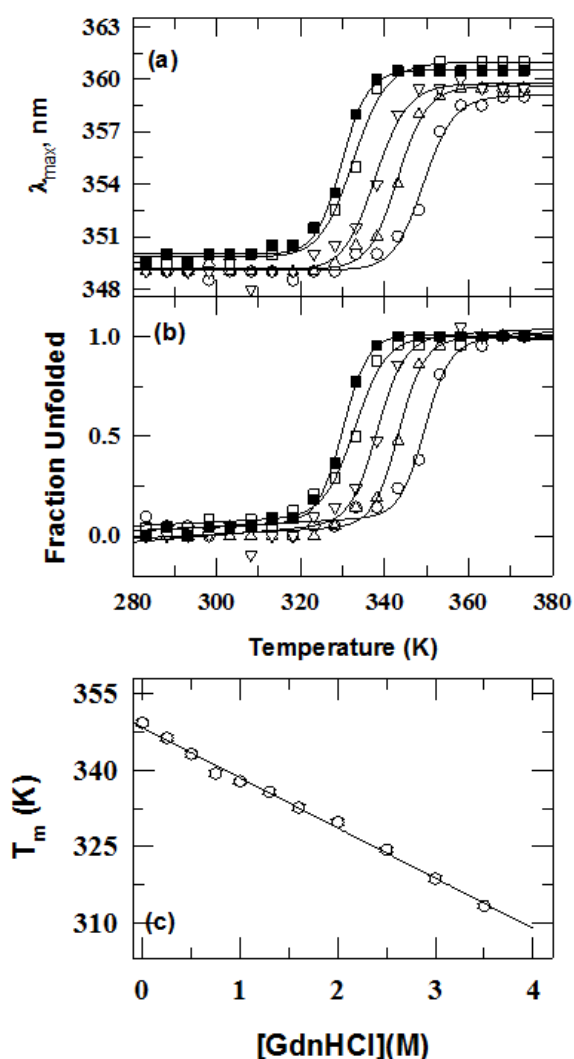 363
(a)
360
357
354
351
348
λmax, nm
1.0
(b)
0.5
0.0
Fraction Unfolded
280 300 320 340 360 380
Temperature (K)
355
340
325
310
Tm (K)
(c)
0 1 2 3 4
[GdnHCl](M)